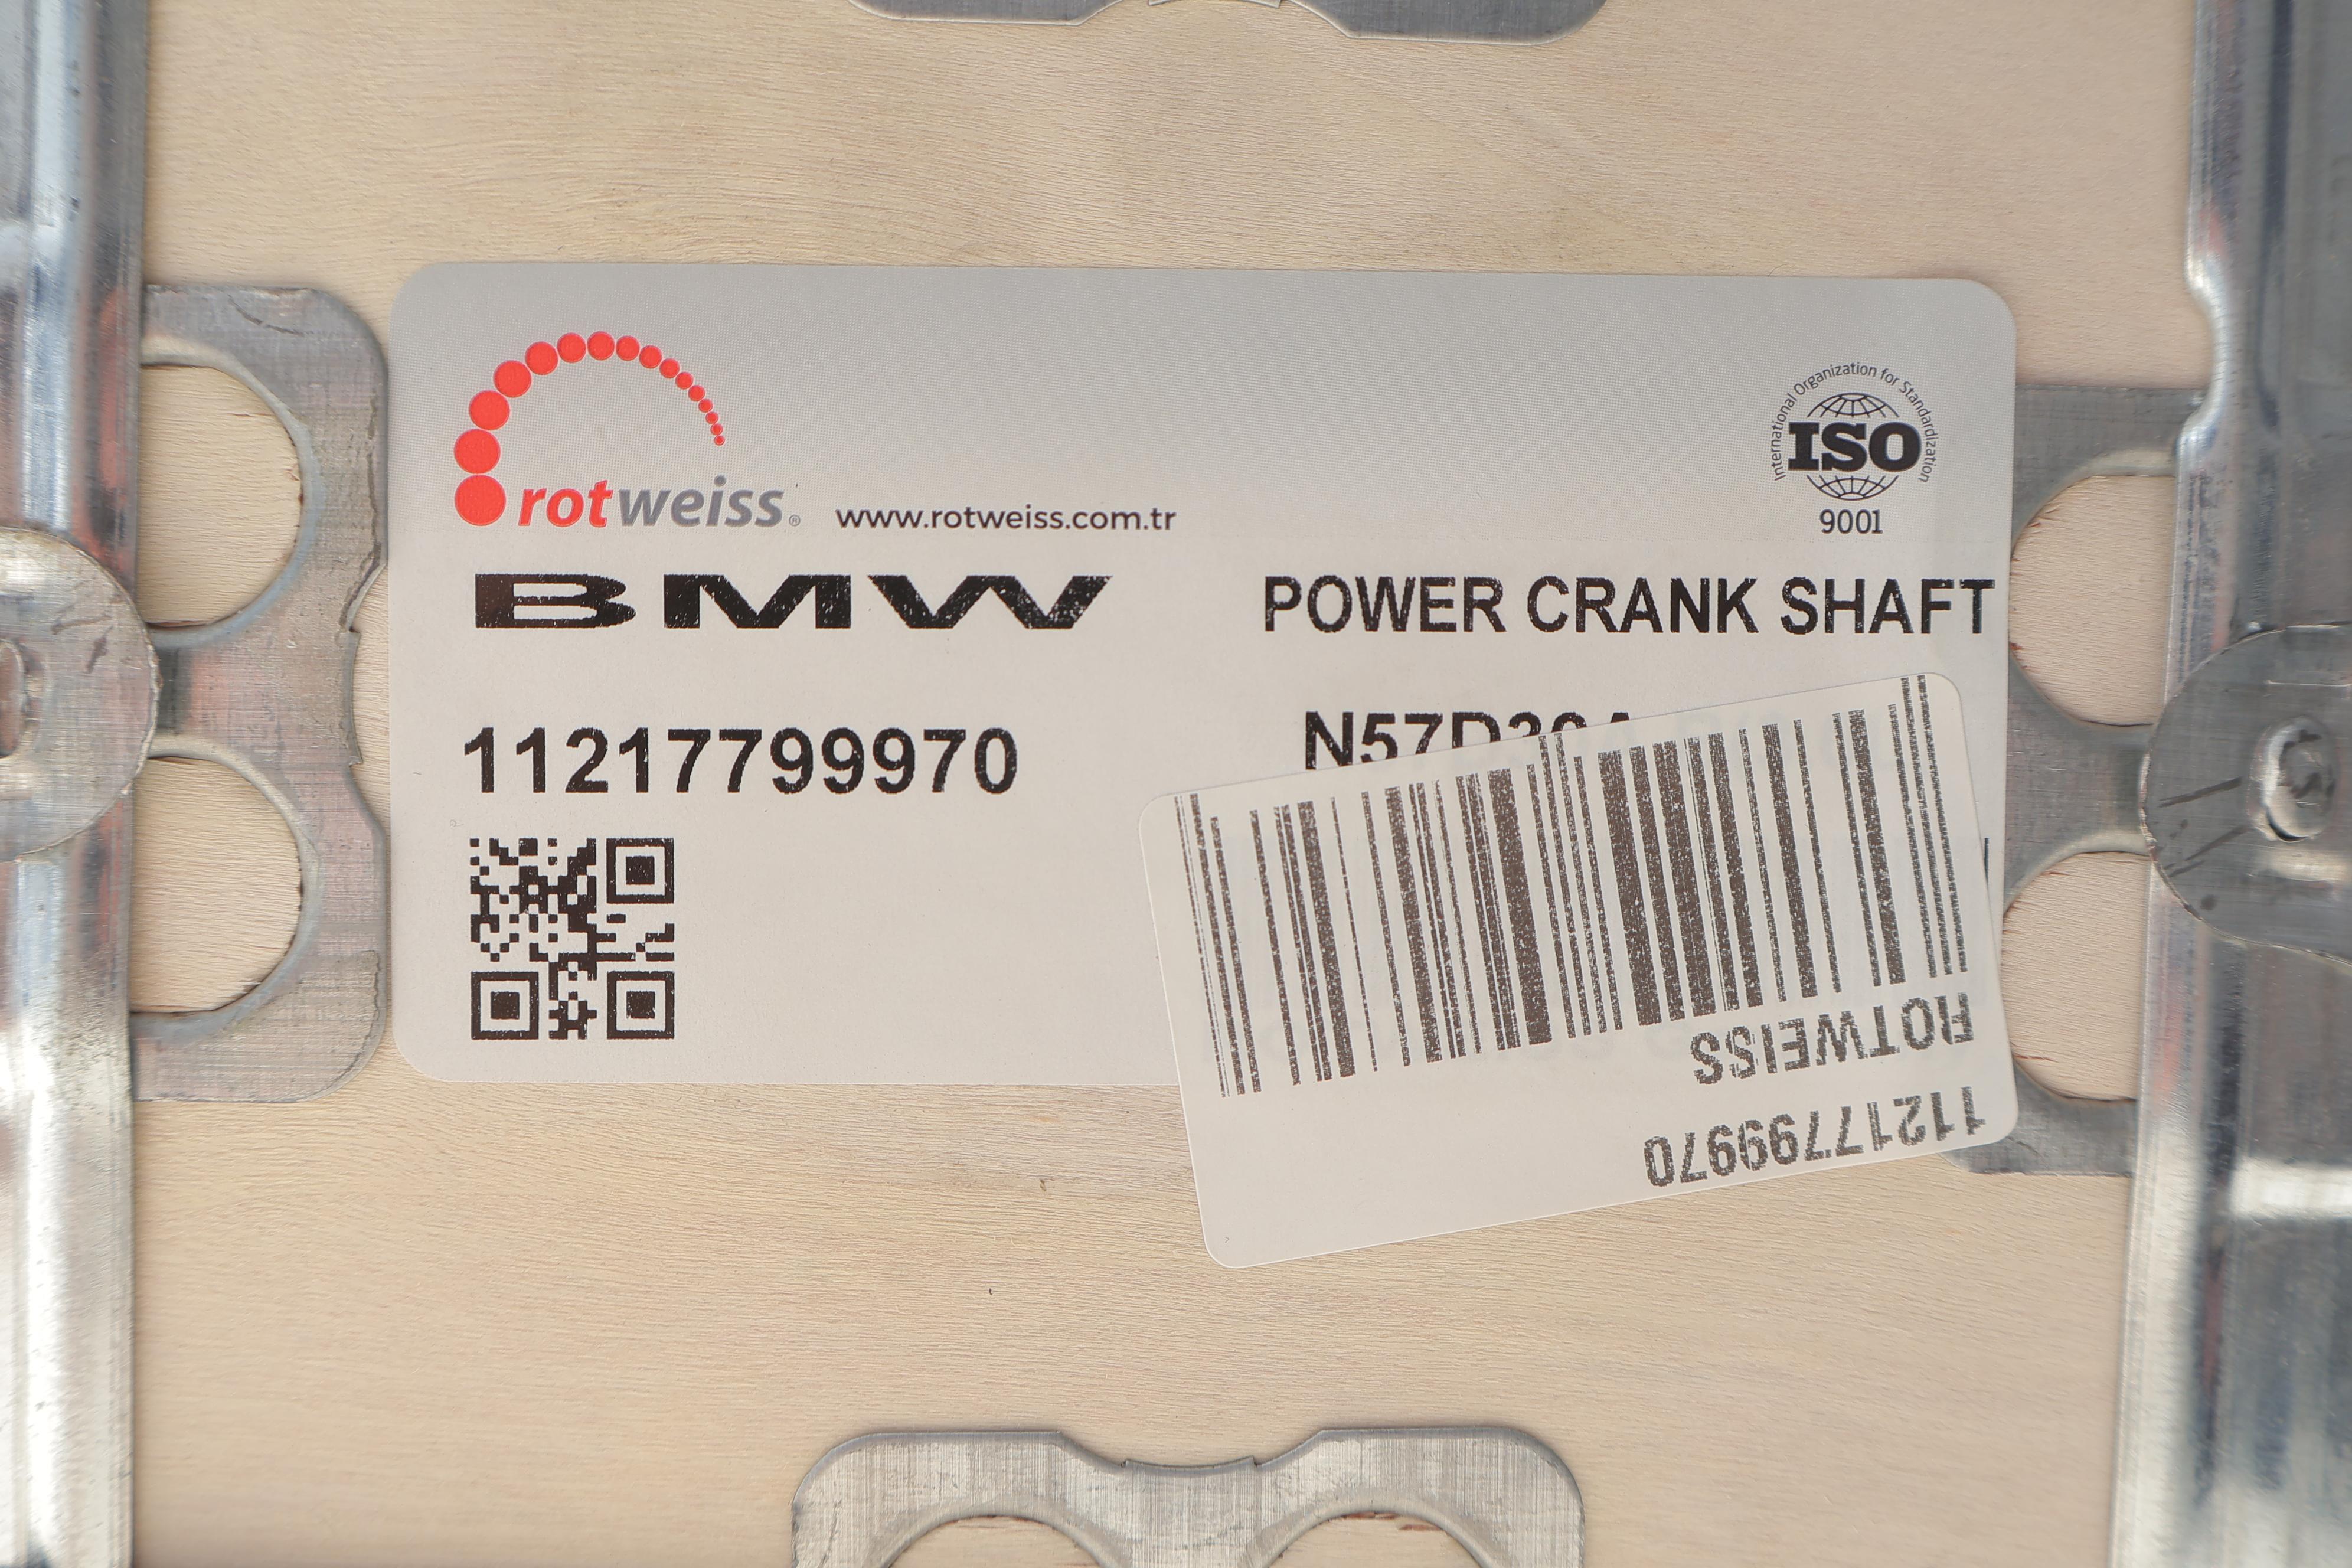 rotweiss®
www.rotweiss.com.tr
International Organization for Standardization
ISO
9001
BMW
POWER CRANK SHAFT
11217799970
ROTWEISS
11217799970